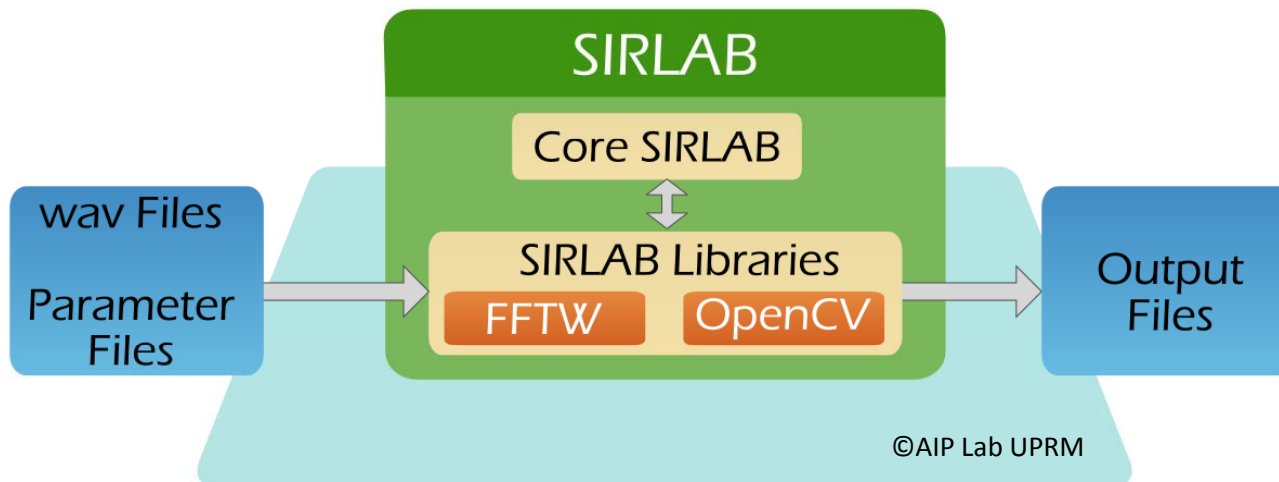 SIRLAB
Core SIRLAB
wav Files
Parameter
Files
SIRLAB Libraries
FFTW
OpenCV
Output
Files
©AIP Lab UPRM